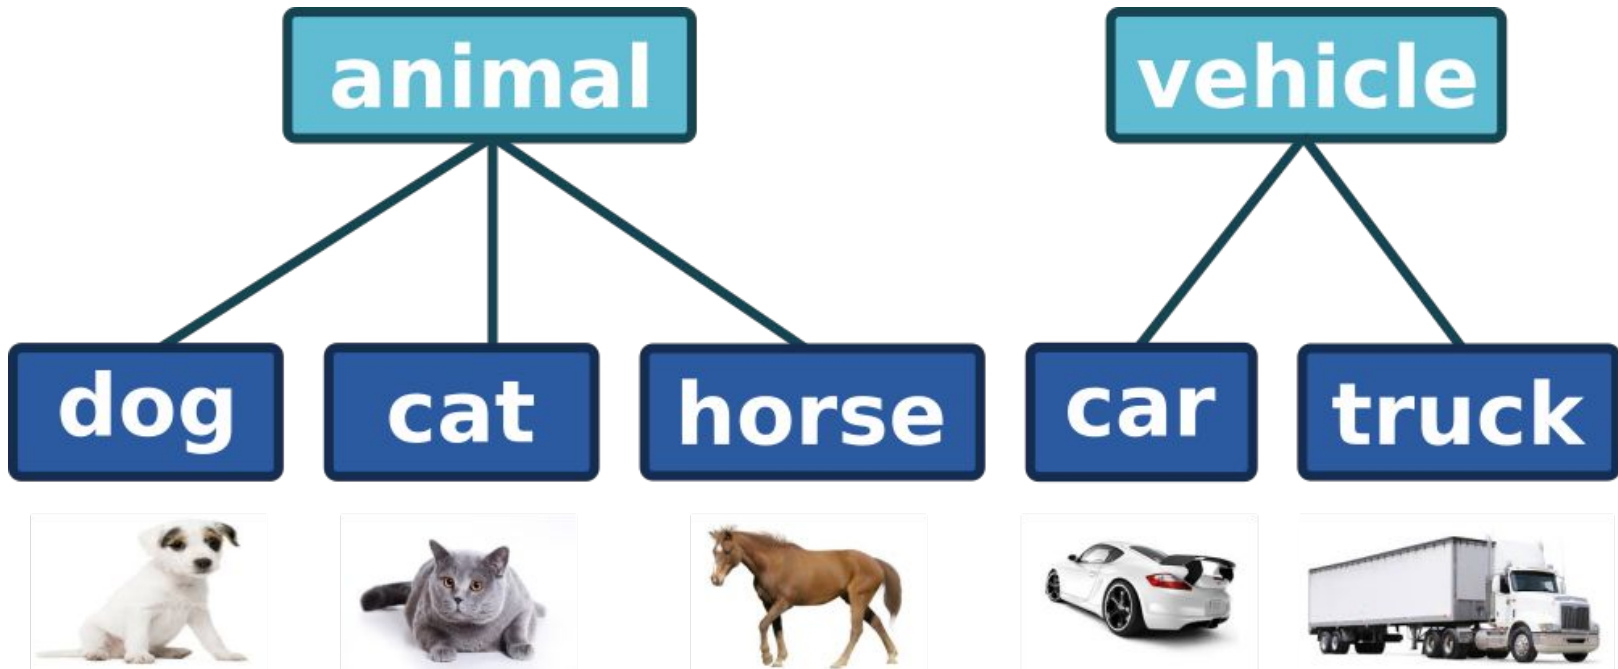 animal
vehicle
dog
cat
horse
car
truck